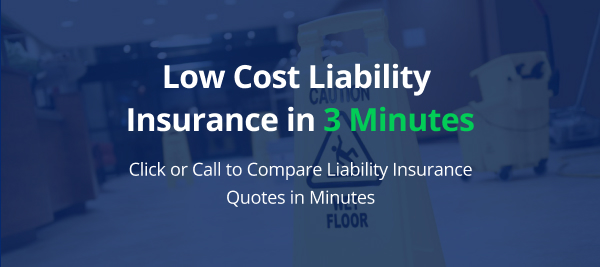 Low Cost Liability
CAUTION
Insurance in 3 Minutes
Click or Call to Compare Liability Insurance
Quotes in Minutes
WET
FLOOR